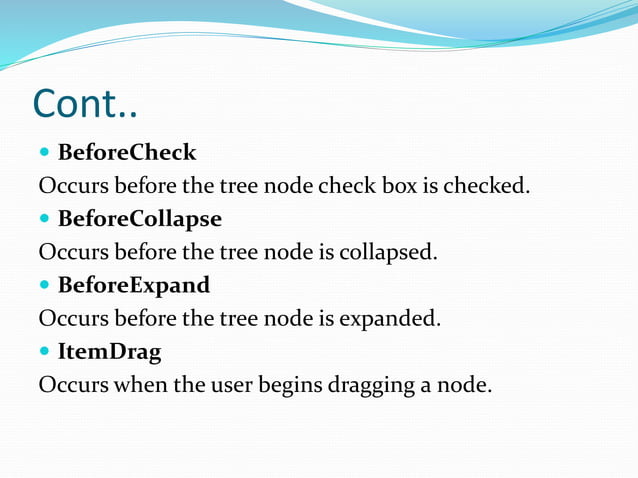 Cont..
• BeforeCheck
Occurs before the tree node check box is checked.
• BeforeCollapse
Occurs before the tree node is collapsed.
• BeforeExpand
Occurs before the tree node is expanded.
• ItemDrag
Occurs when the user begins dragging a node.